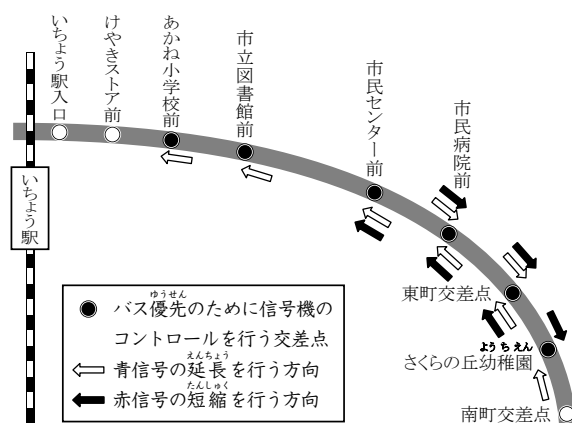 いちょう駅入口
けやきストア前
あかね小学校前
市立図書館前
市民センター前
市民病院前
いちょう駅
東町交差点
ようちえん
さくらの丘幼稚園
南町交差点
ゆうせん
バス優先のために信号機の
コントロールを行う交差点
えんちょう
青信号の延長を行う方向
たんしゅく
赤信号の短縮を行う方向